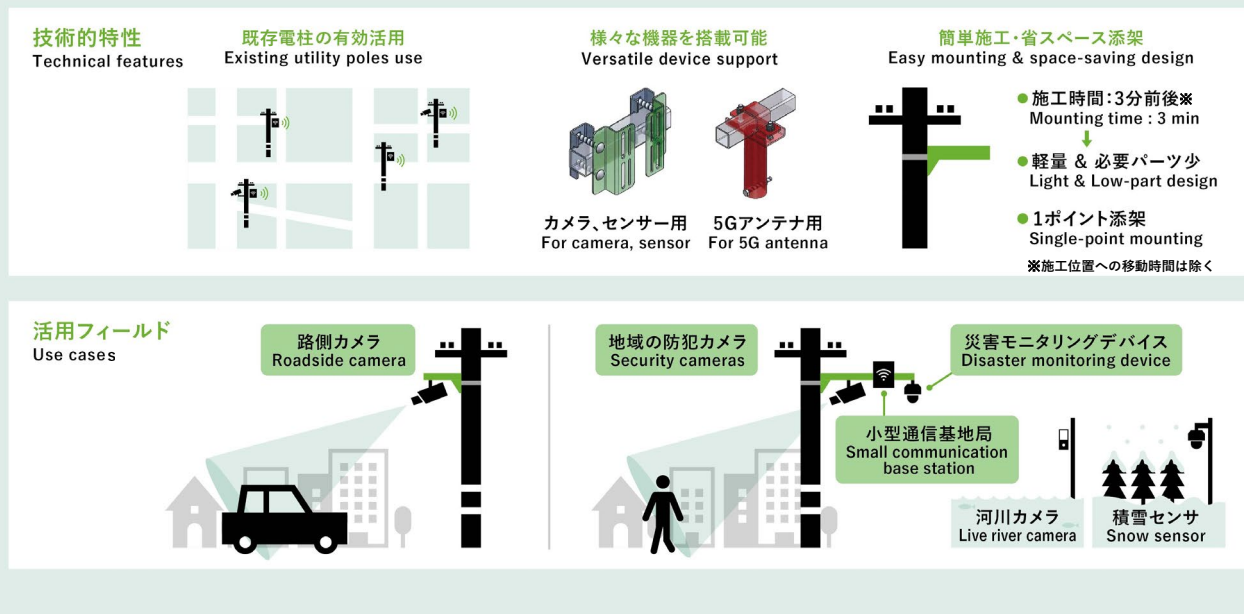 技術的特性
Technical features
既存電柱の有効活用
Existing utility poles use
様々な機器を搭載可能
Versatile device support
カメラ、センサー用
For camera, sensor
5Gアンテナ用
For 5G antenna
簡単施工・省スペース添架
Easy mounting & space-saving design
●施工時間:3分前後※
Mounting time : 3 min
●軽量 & 必要パーツ少
Light & Low-part design
●1ポイント添架
Single-point mounting
※施工位置への移動時間は除く
活用フィールド
Use cases
路側カメラ
Roadside camera
地域の防犯カメラ
Security cameras
災害モニタリングデバイス
Disaster monitoring device
小型通信基地局
Small communication
base station
河川カメラ
Live river camera
積雪センサ
Snow sensor